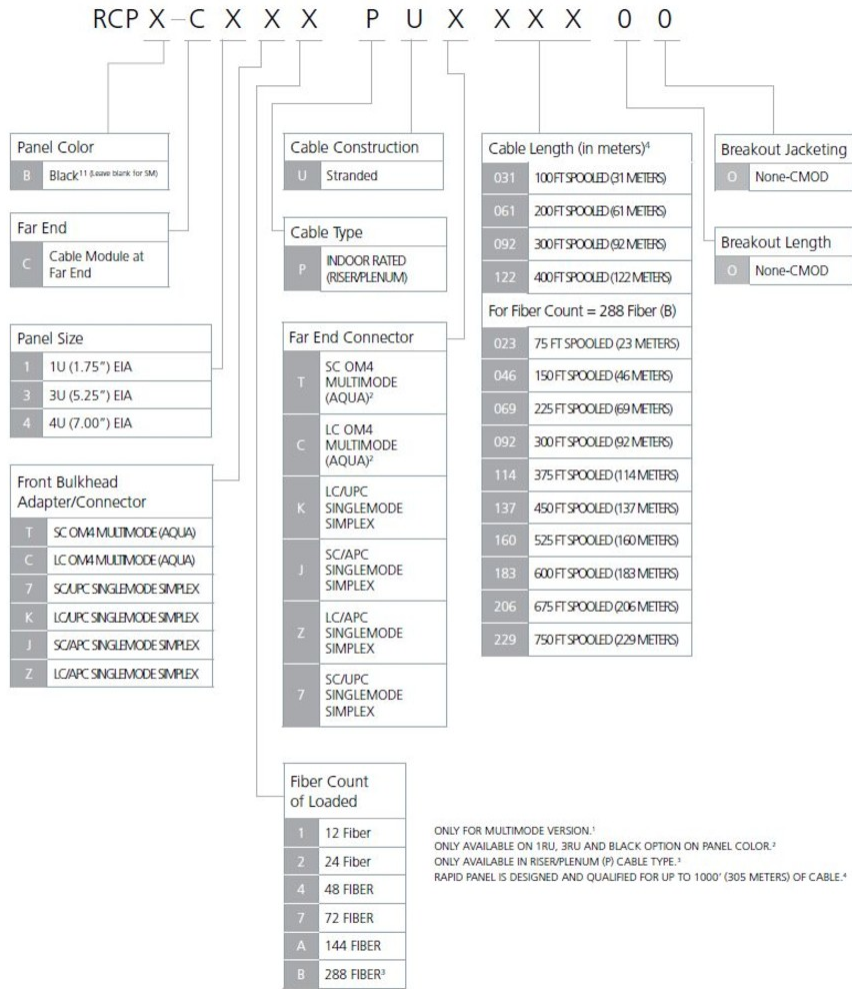 RCP X - C X X X P U X X X X 0 0
Panel Color
B Black¹¹ (Leave blank for SM)
Far End
C Cable Module at
Far End
Panel Size
1 1U (1.75") EIA
3 3U (5.25") EIA
4 4U (7.00") EIA
Front Bulkhead
Adapter/Connector
T SC OM4 MULTIMODE (AQUA)
C LC OM4 MULTIMODE (AQUA)
7 SC/UPC SINGLEMODE SIMPLEX
K LC/UPC SINGLEMODE SIMPLEX
J SC/APC SINGLEMODE SIMPLEX
Z LC/APC SINGLEMODE SIMPLEX
Cable Construction
U Stranded
Cable Type
P INDOOR RATED
(RISER/PLENUM)
Far End Connector
T SC OM4
MULTIMODE
(AQUA)²
C LC OM4
MULTIMODE
(AQUA)²
K LC/UPC
SINGLEMODE
SIMPLEX
J SC/APC
SINGLEMODE
SIMPLEX
Z LC/APC
SINGLEMODE
SIMPLEX
7 SC/UPC
SINGLEMODE
SIMPLEX
Fiber Count
of Loaded
1 12 Fiber
2 24 Fiber
4 48 FIBER
7 72 FIBER
A 144 FIBER
B 288 FIBER³
Cable Length (in meters)⁴
031 100 FT SPOOLED (31 METERS)
061 200 FT SPOOLED (61 METERS)
092 300 FT SPOOLED (92 METERS)
122 400 FT SPOOLED (122 METERS)
For Fiber Count = 288 Fiber (B)
023 75 FT SPOOLED (23 METERS)
046 150 FT SPOOLED (46 METERS)
069 225 FT SPOOLED (69 METERS)
092 300 FT SPOOLED (92 METERS)
114 375 FT SPOOLED (114 METERS)
137 450 FT SPOOLED (137 METERS)
160 525 FT SPOOLED (160 METERS)
183 600 FT SPOOLED (183 METERS)
206 675 FT SPOOLED (206 METERS)
229 750 FT SPOOLED (229 METERS)
Breakout Jacketing
O None-CMOD
Breakout Length
O None-CMOD
ONLY FOR MULTIMODE VERSION.¹
ONLY AVAILABLE ON 1RU, 3RU AND BLACK OPTION ON PANEL COLOR.²
ONLY AVAILABLE IN RISER/PLENUM (P) CABLE TYPE.³
RAPID PANEL IS DESIGNED AND QUALIFIED FOR UP TO 1000' (305 METERS) OF CABLE.⁴